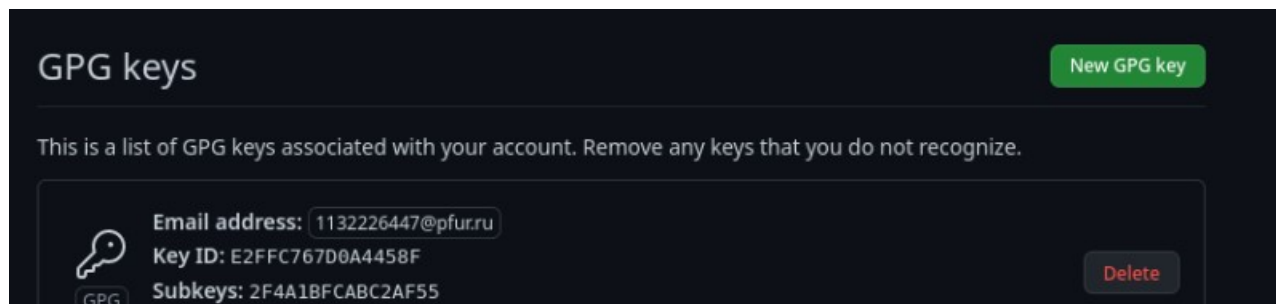 GPG keys
New GPG key
This is a list of GPG keys associated with your account. Remove any keys that you do not recognize.
Email address: 1132226447@pfur.ru
Key ID: E2FFC767D0A4458F
Delete
Subkeys: 2F4A1BFCABC2AF55
GPG